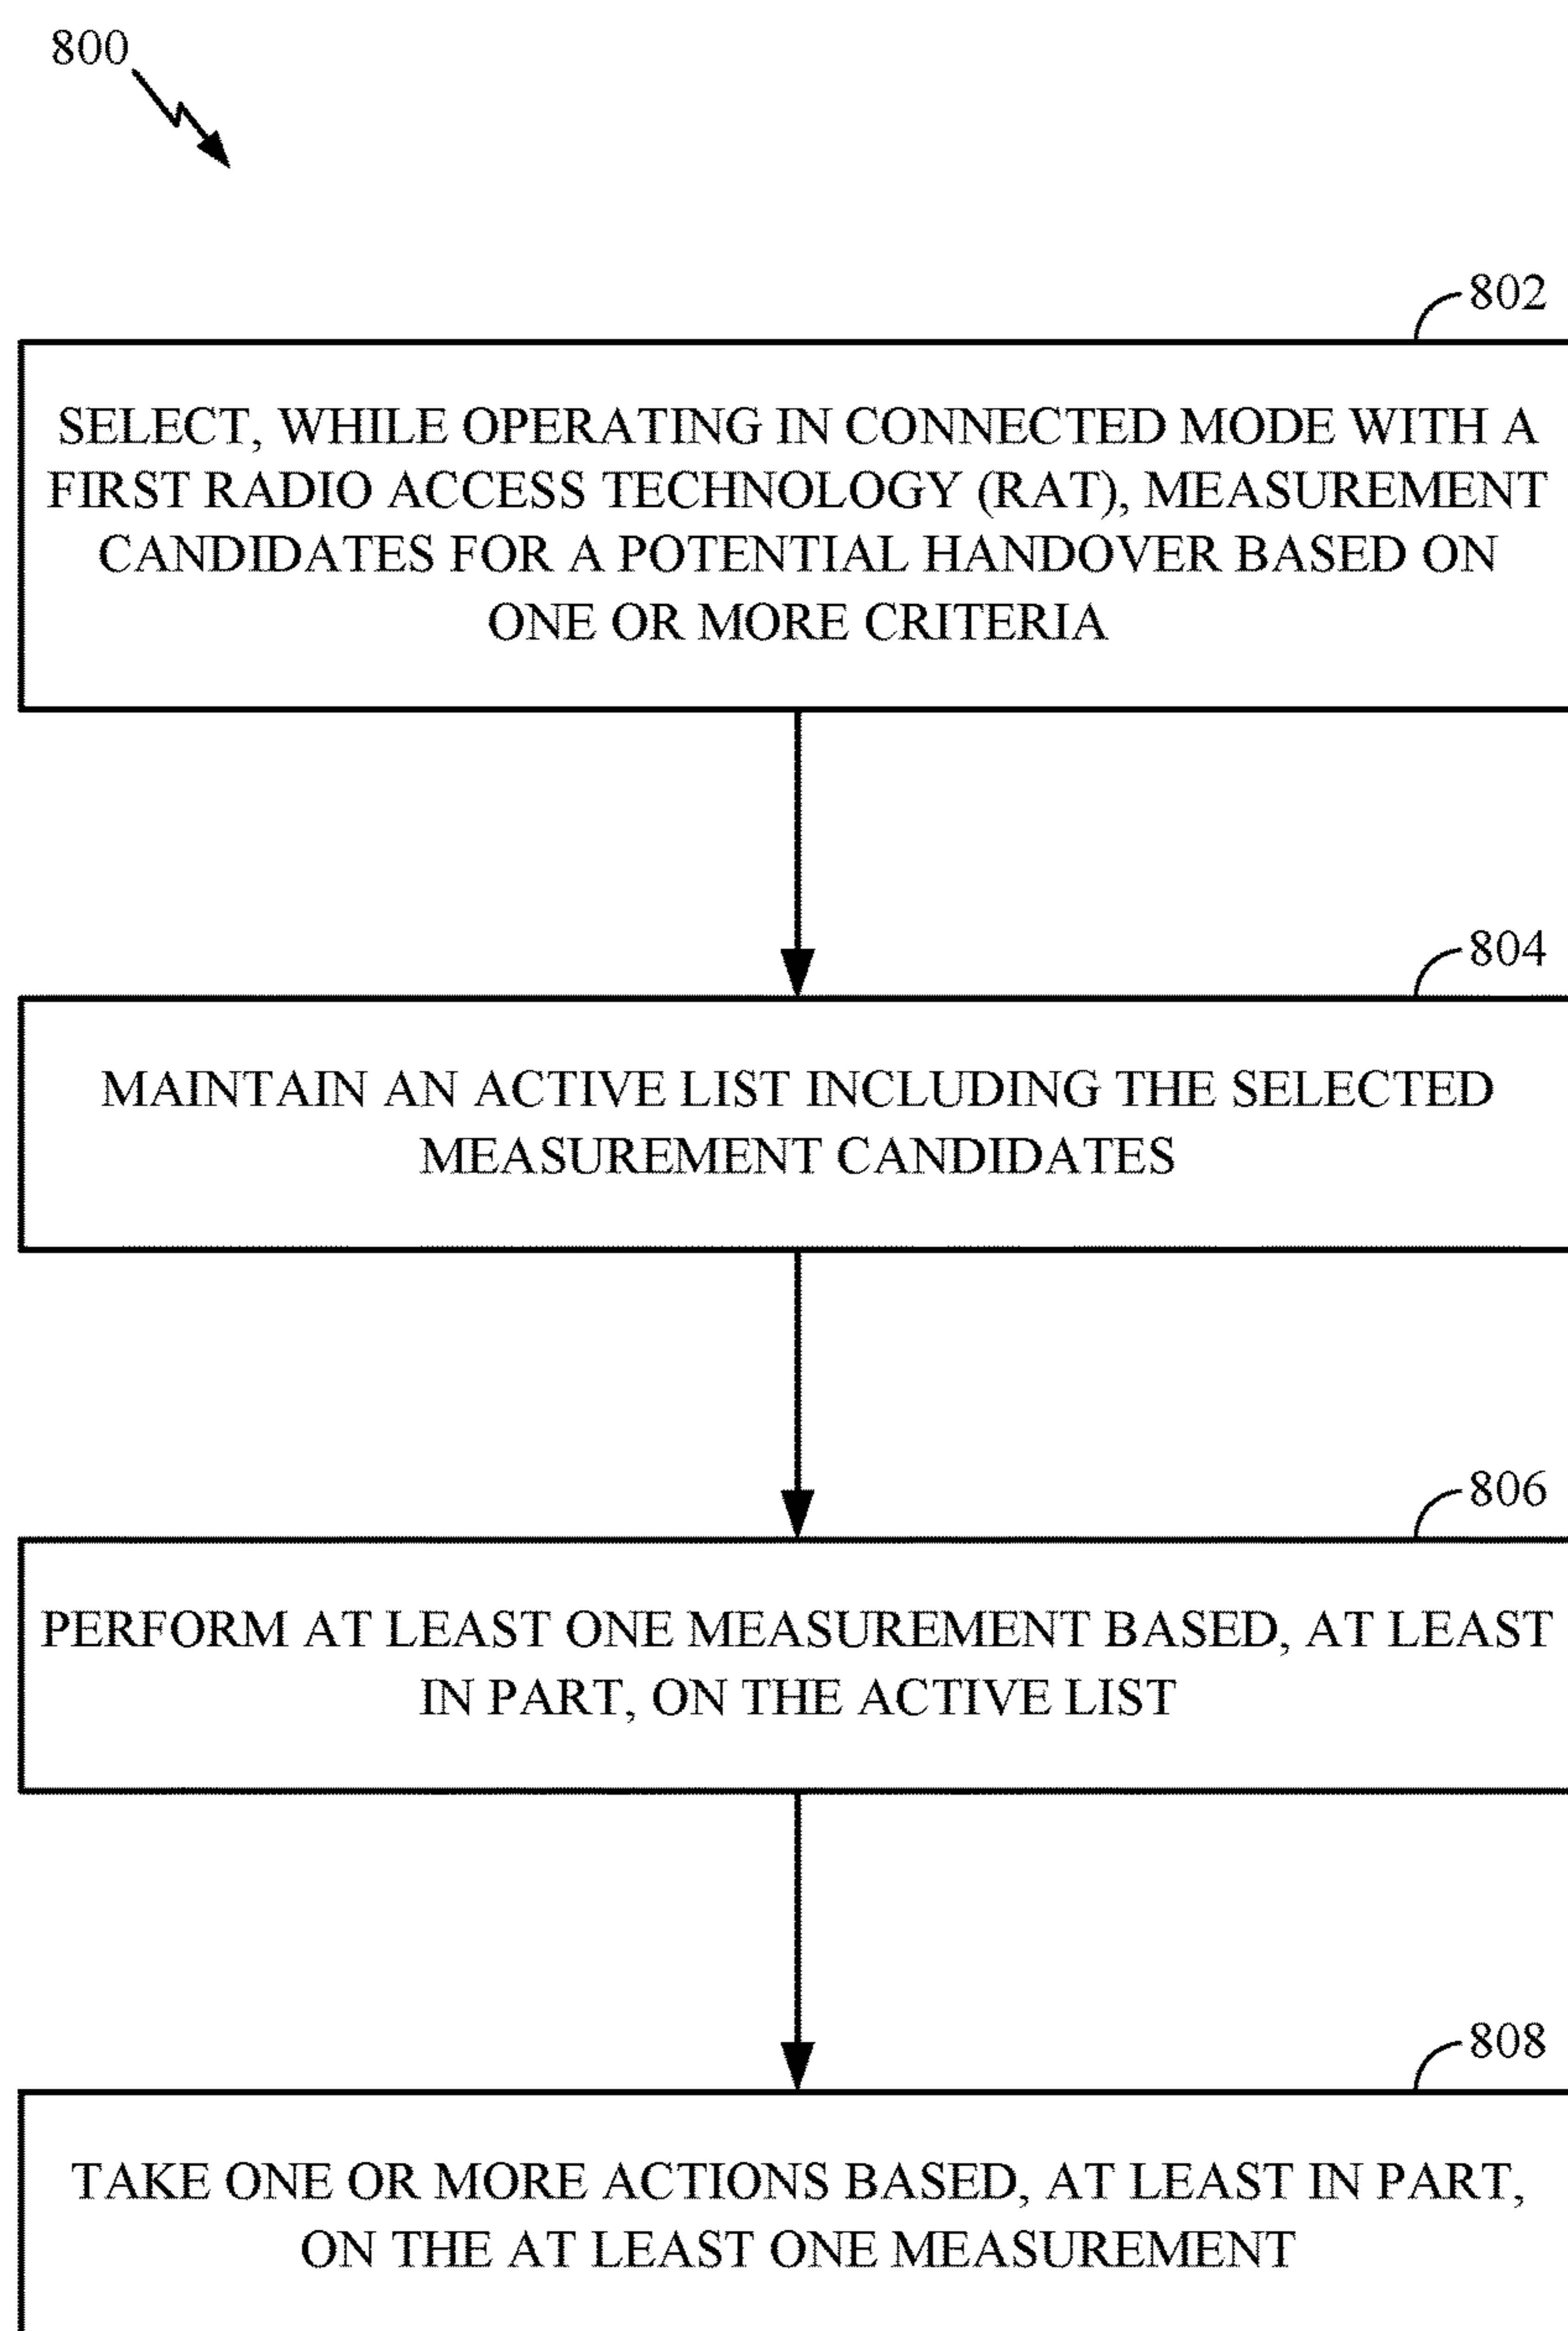 800
802
SELECT, WHILE OPERATING IN CONNECTED MODE WITH A
FIRST RADIO ACCESS TECHNOLOGY (RAT), MEASUREMENT
CANDIDATES FOR A POTENTIAL HANDOVER BASED ON
ONE OR MORE CRITERIA
804
MAINTAIN AN ACTIVE LIST INCLUDING THE SELECTED
MEASUREMENT CANDIDATES
806
PERFORM AT LEAST ONE MEASUREMENT BASED, AT LEAST
IN PART, ON THE ACTIVE LIST
808
TAKE ONE OR MORE ACTIONS BASED, AT LEAST IN PART,
ON THE AT LEAST ONE MEASUREMENT